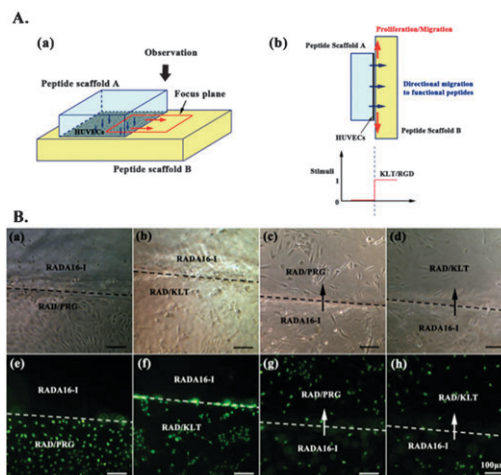 A.
(a)
Observation
Peptide scaffold A
Focus plane
HUVECs
Peptide scaffold B
(b)
Proliferation/Migration
Peptide Scaffold A
Directional migration
to functional peptides
HUVECs
Peptide Scaffold B
Stimuli
KLT/RGD
1
0
B.
(a)
RADA16-I
RAD/PRG
(b)
RADA16-I
RAD/KLT
(c)
RAD/PRG
RADA16-I
(d)
RAD/KLT
RADA16-I
(e)
RADA16-I
RAD/PRG
(f)
RADA16-I
RAD/KLT
(g)
RAD/PRG
RADA16-I
(h)
RAD/KLT
RADA16-I